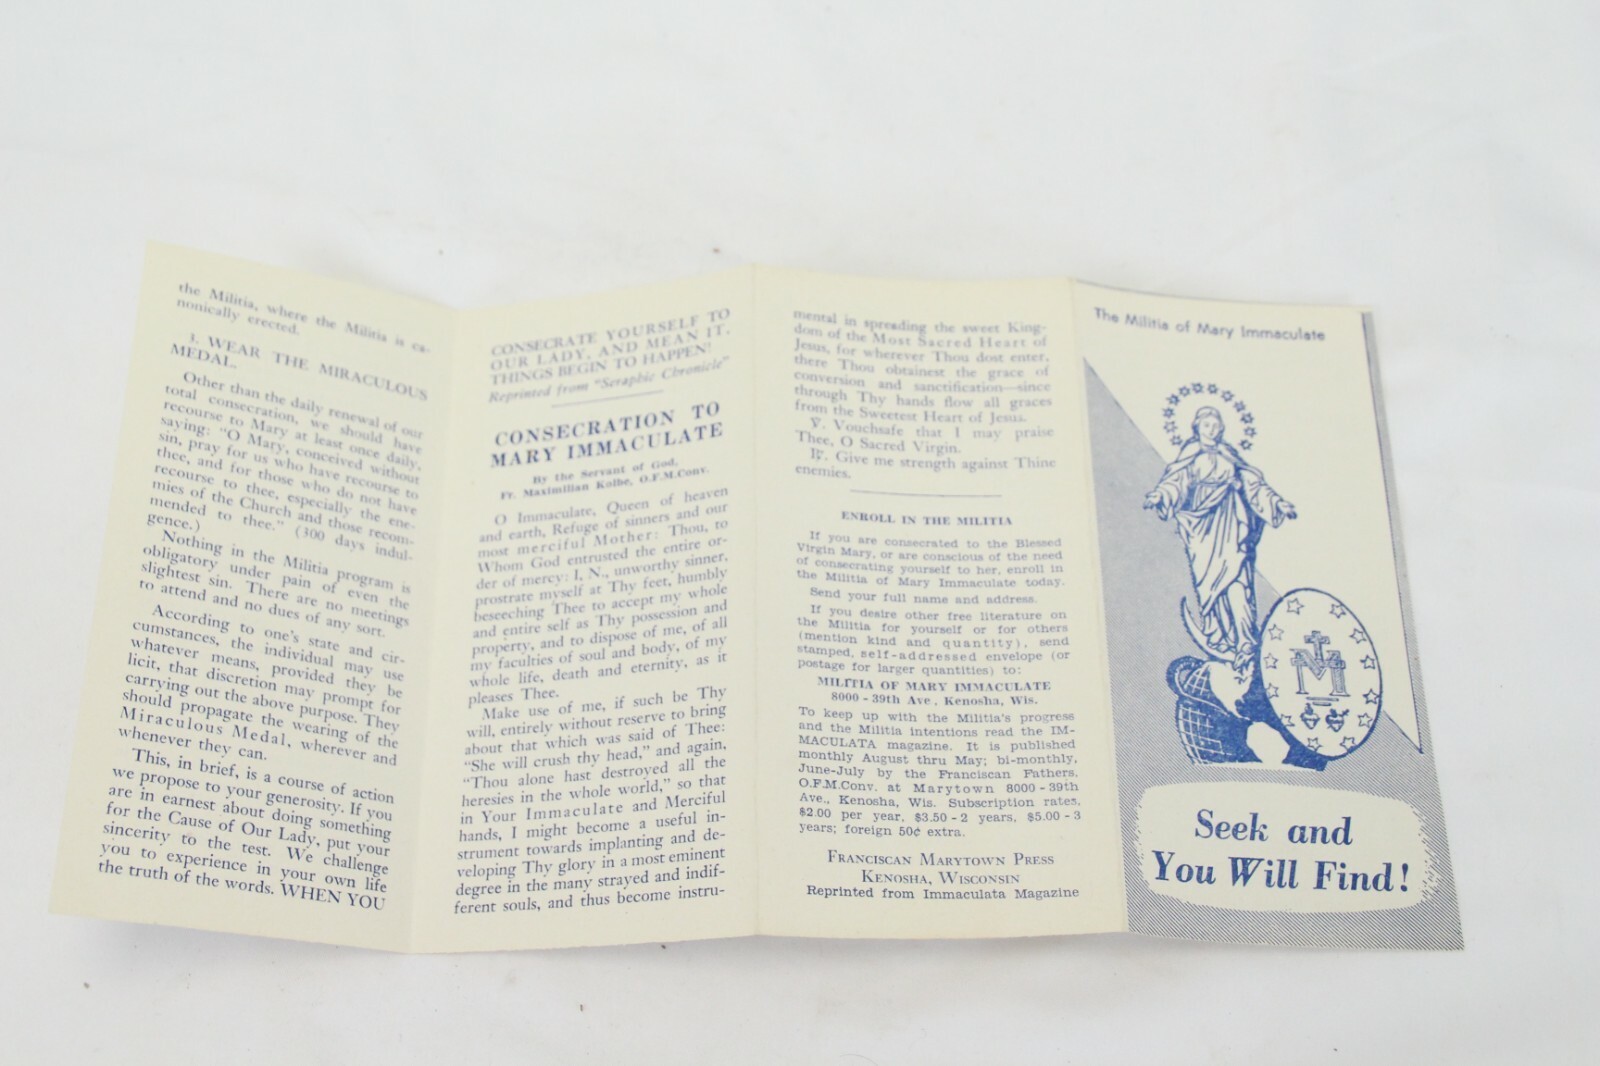 the Militia, where the Militia is ca-
nonically erected.
3. WEAR THE MIRACULOUS
MEDAL.
Other than the daily renewal of our
total consecration, we should have
recourse to Mary at least once daily,
saying: "O Mary, conceived without
sin, pray for us who have recourse to
thee, and for those who do not have
recourse to thee, especially the ene-
mies of the Church and those recom-
mended to thee." (300 days indul-
gence.)
Nothing in the Militia program is
obligatory under pain of even the
slightest sin. There are no meetings
to attend and no dues of any sort.
According to one's state and cir-
cumstances, the individual may use
whatever means, provided they be
licit, that discretion may prompt for
carrying out the above purpose. They
should propagate the wearing of the
Miraculous Medal, wherever and
whenever they can.
This, in brief, is a course of action
we propose to your generosity. If you
are in earnest about doing something
for the Cause of Our Lady, put your
sincerity to the test. We challenge
you to experience in your own life
the truth of the words. WHEN YOU
CONSECRATE YOURSELF TO
OUR LADY, AND MEAN IT,
THINGS BEGIN TO HAPPEN!
Reprinted from "Seraphic Chronicle"
CONSECRATION TO
MARY IMMACULATE
By the Servant of God,
Fr. Maximilian Kolbe, O.F.M.Conv.
O Immaculate, Queen of heaven
and earth, Refuge of sinners and our
most merciful Mother: Thou, to
Whom God entrusted the entire or-
der of mercy: I, N., unworthy sinner,
prostrate myself at Thy feet, humbly
beseeching Thee to accept my whole
and entire self as Thy possession and
property, and to dispose of me, of all
my faculties of soul and body, of my
whole life, death and eternity, as it
pleases Thee.
Make use of me, if such be Thy
will, entirely without reserve to bring
about that which was said of Thee:
"She will crush thy head," and again,
"Thou alone hast destroyed all the
heresies in the whole world," so that
in Your Immaculate and Merciful
hands, I might become a useful in-
strument towards implanting and de-
veloping Thy glory in a most eminent
degree in the many strayed and indif-
ferent souls, and thus become instru-
mental in spreading the sweet King-
dom of the Most Sacred Heart of
Jesus, for wherever Thou dost enter,
there Thou obtainest the grace of
conversion and sanctification—since
through Thy hands flow all graces
from the Sweetest Heart of Jesus.
℣. Vouchsafe that I may praise
Thee, O Sacred Virgin.
℟. Give me strength against Thine
enemies.
ENROLL IN THE MILITIA
If you are consecrated to the Blessed
Virgin Mary, or are conscious of the need
of consecrating yourself to her, enroll in
the Militia of Mary Immaculate today.
Send your full name and address.
If you desire other free literature on
the Militia for yourself or for others
(mention kind and quantity), send
stamped, self-addressed envelope (or
postage for larger quantities) to:
MILITIA OF MARY IMMACULATE
8000 - 39th Ave., Kenosha, Wis.
To keep up with the Militia's progress
and the Militia intentions read the IM-
MACULATA magazine. It is published
monthly August thru May; bi-monthly,
June-July by the Franciscan Fathers,
O.F.M.Conv. at Marytown 8000 - 39th
Ave., Kenosha, Wis. Subscription rates,
$2.00 per year, $3.50 - 2 years, $5.00 - 3
years; foreign 50¢ extra.
FRANCISCAN MARYTOWN PRESS
KENOSHA, WISCONSIN
Reprinted from Immaculata Magazine
The Militia of Mary Immaculate
M
Seek and
You Will Find!